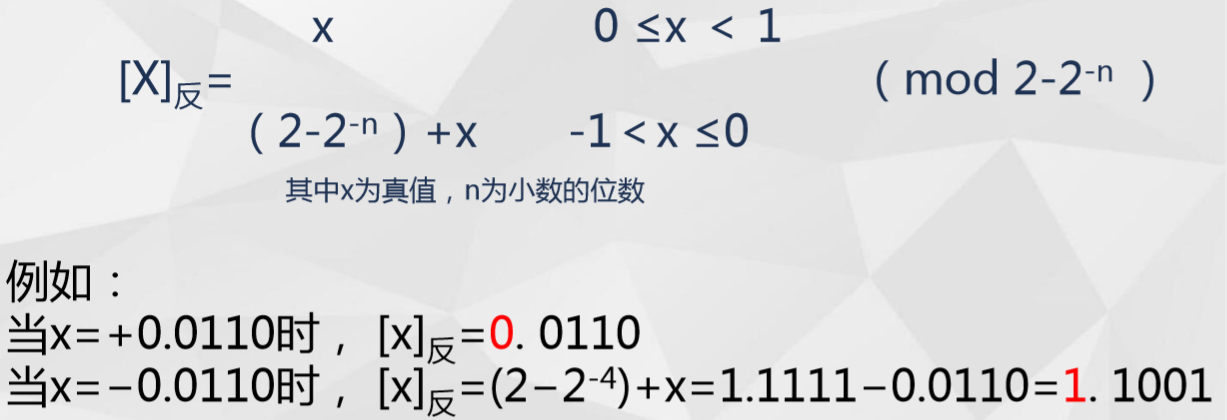 x 0 ≤x < 1
[X]反= ( mod 2-2⁻ⁿ )
( 2-2⁻ⁿ ) +x -1<x ≤0
其中x为真值，n为小数的位数
例如：
当x=+0.0110时， [x]反=0. 0110
当x=−0.0110时， [x]反=(2−2⁻⁴)+x=1.1111−0.0110=1. 1001